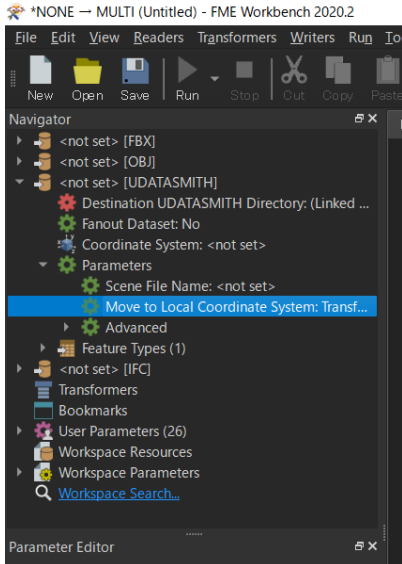 *NONE → MULTI (Untitled) - FME Workbench 2020.2
File Edit View Readers Transformers Writers Run To
New Open Save Run Stop Cut Copy Paste
Navigator
<not set> [FBX]
<not set> [OBJ]
<not set> [UDATASMITH]
Destination UDATASMITH Directory: (Linked ...
Fanout Dataset: No
Coordinate System: <not set>
Parameters
Scene File Name: <not set>
Move to Local Coordinate System: Transf...
Advanced
Feature Types (1)
<not set> [IFC]
Transformers
Bookmarks
User Parameters (26)
Workspace Resources
Workspace Parameters
Workspace Search...
Parameter Editor